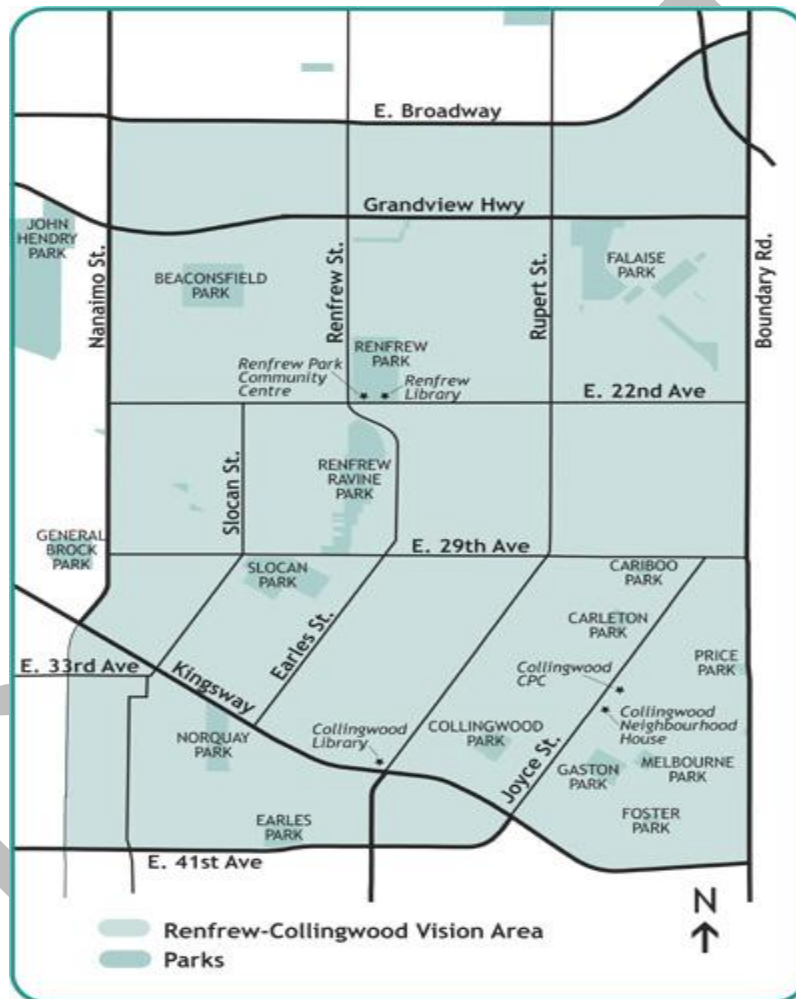 E. Broadway
Grandview Hwy
JOHN
HENDRY
PARK
Nanaimo St.
BEACONSFIELD
PARK
Renfrew St.
Rupert St.
FALAISE
PARK
Boundary Rd.
RENFREW
PARK
Renfrew Park
Community
Centre
Renfrew
Library
E. 22nd Ave
Slocan St.
RENFREW
RAVINE
PARK
GENERAL
BROCK
PARK
E. 29th Ave
SLOCAN
PARK
CARIBOO
PARK
Earles St.
CARLETON
PARK
E. 33rd Ave
Kingsway
PRICE
PARK
Collingwood
CPC
Collingwood
Neighbourhood
House
NORQUAY
PARK
Collingwood
Library
COLLINGWOOD
PARK
Joyce St.
GASTON
PARK
MELBOURNE
PARK
EARLES
PARK
FOSTER
PARK
E. 41st Ave
N
Renfrew-Collingwood Vision Area
Parks